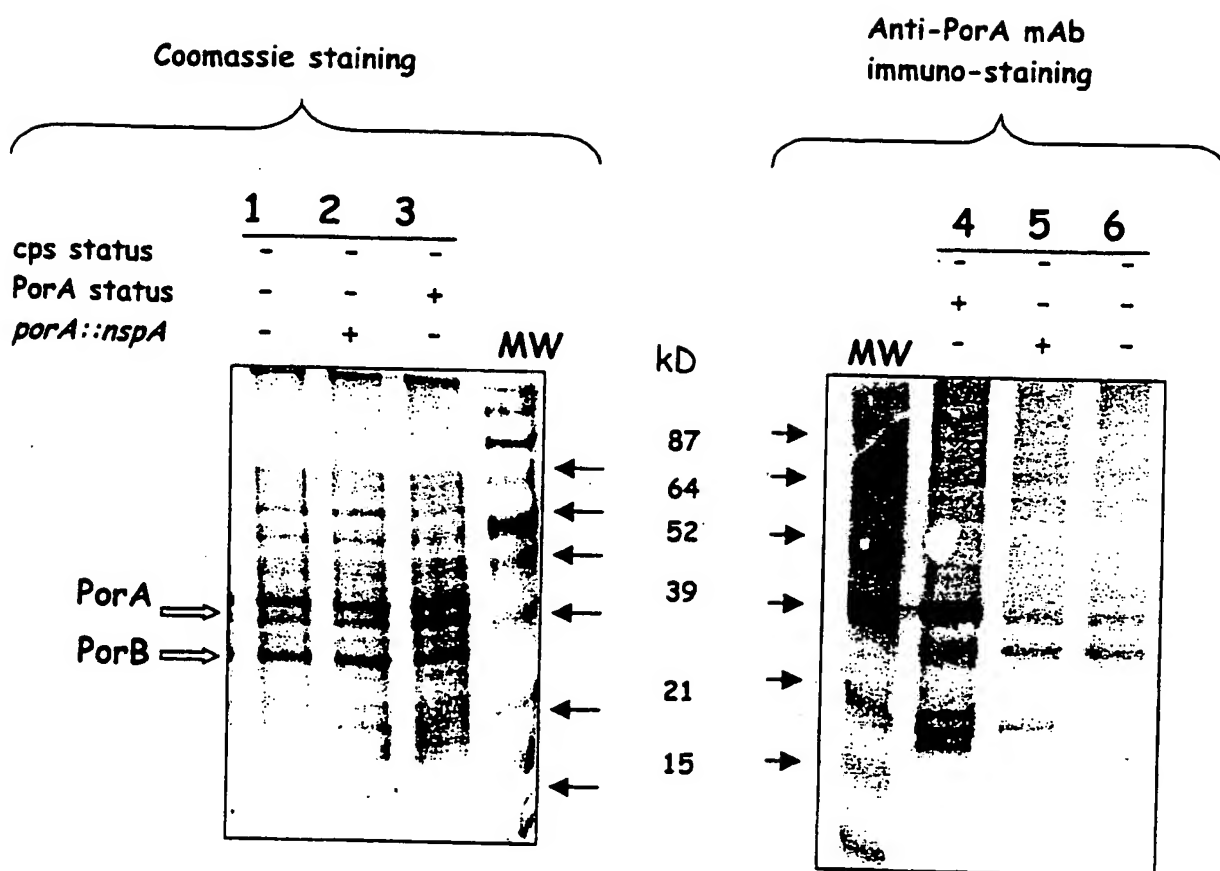 Coomassie staining
1 2 3
cps status - - -
PorA status - - +
porA::nspA - + -
MW
PorA
PorB
kD
87
64
52
39
21
15
Anti-PorA mAb
immuno-staining
4 5 6
- - -
+ - -
- + -
MW